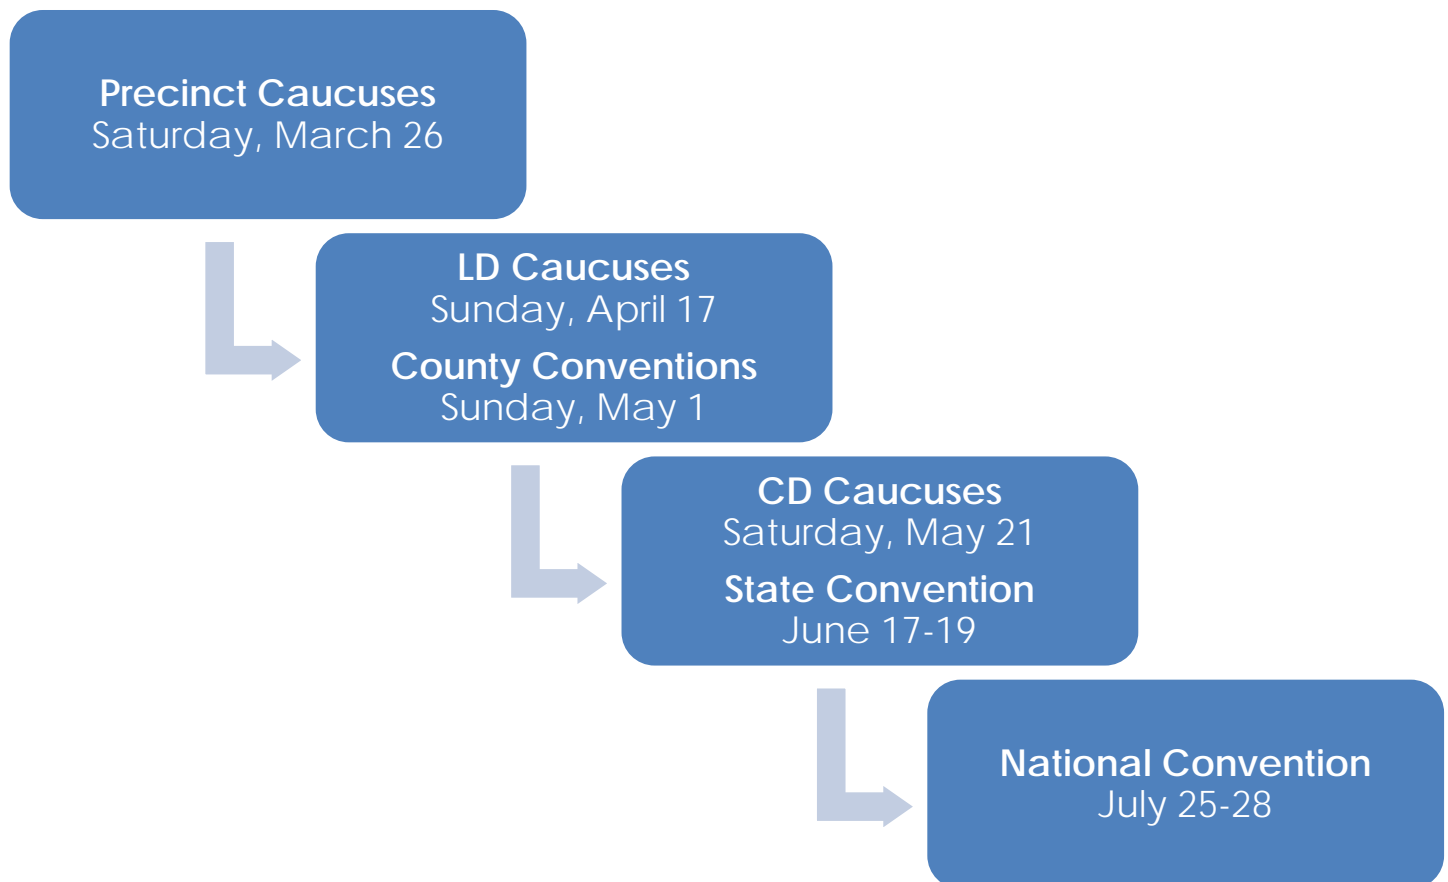 Precinct Caucuses
Saturday, March 26
LD Caucuses
Sunday, April 17
County Conventions
Sunday, May 1
CD Caucuses
Saturday, May 21
State Convention
June 17-19
National Convention
July 25-28